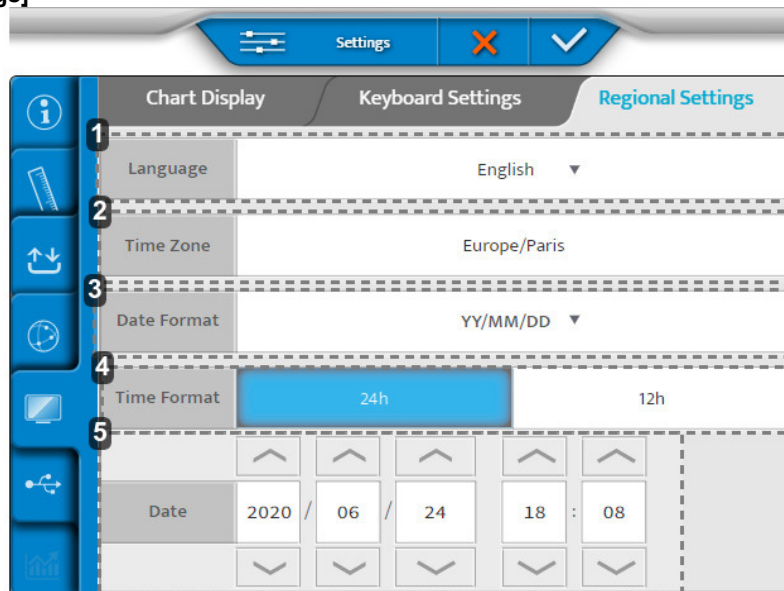 Settings
Chart Display Keyboard Settings Regional Settings
1
Language English
2
Time Zone Europe/Paris
3
Date Format YY/MM/DD
4
Time Format 24h 12h
5
Date 2020 / 06 / 24 18 : 08